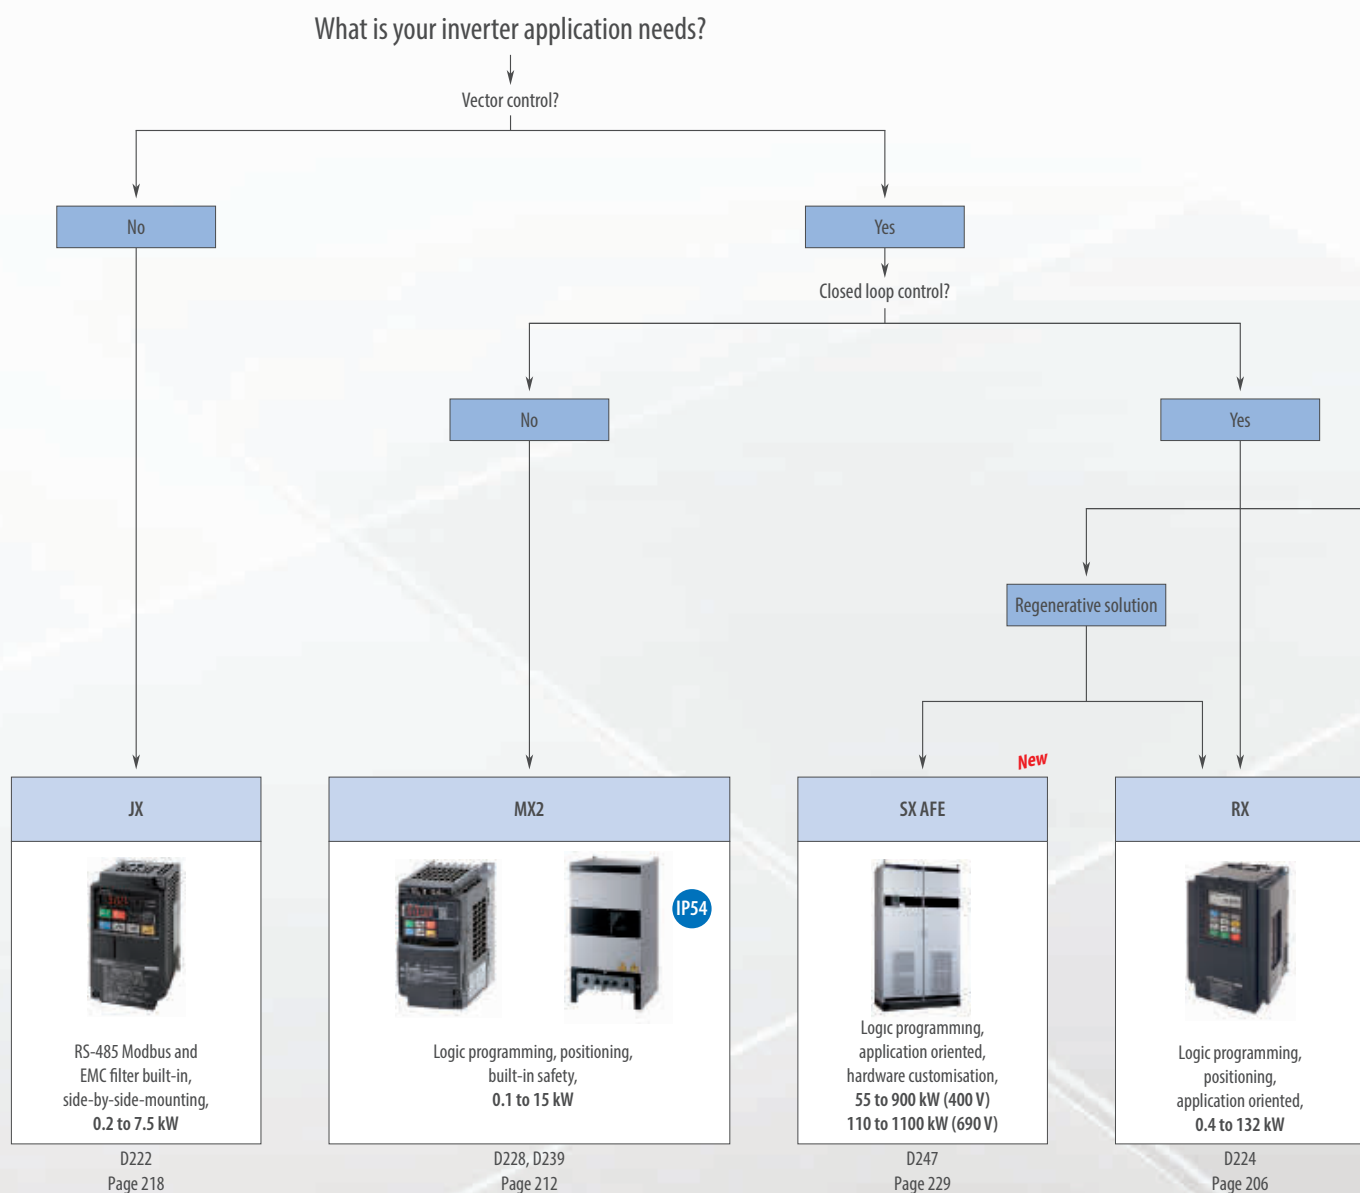 What is your inverter application needs?
Vector control?
No
Yes
Closed loop control?
No
Yes
Regenerative solution
New
JX
MX2
SX AFE
RX
IP54
RS-485 Modbus and
EMC filter built-in,
side-by-side-mounting,
0.2 to 7.5 kW
Logic programming, positioning,
built-in safety,
0.1 to 15 kW
Logic programming,
application oriented,
hardware customisation,
55 to 900 kW (400 V)
110 to 1100 kW (690 V)
Logic programming,
positioning,
application oriented,
0.4 to 132 kW
D222
Page 218
D228, D239
Page 212
D247
Page 229
D224
Page 206